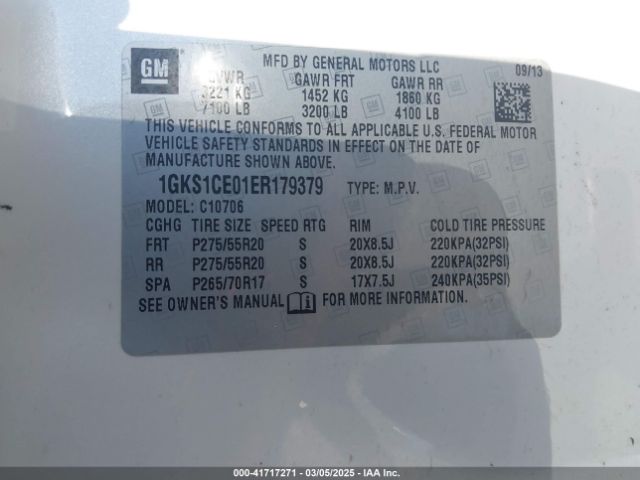 GM
MFD BY GENERAL MOTORS LLC 09/13
GVWR GAWR FRT GAWR RR
3221 KG 1452 KG 1860 KG
7100 LB 3200 LB 4100 LB
THIS VEHICLE CONFORMS TO ALL APPLICABLE U.S. FEDERAL MOTOR
VEHICLE SAFETY STANDARDS IN EFFECT ON THE DATE OF
MANUFACTURE SHOWN ABOVE.
1GKS1CE01ER179379 TYPE: M.P.V.
MODEL: C10706
CGHG TIRE SIZE SPEED RTG RIM COLD TIRE PRESSURE
FRT P275/55R20 S 20X8.5J 220KPA(32PSI)
RR P275/55R20 S 20X8.5J 220KPA(32PSI)
SPA P265/70R17 S 17X7.5J 240KPA(35PSI)
SEE OWNER'S MANUAL FOR MORE INFORMATION.
000-41717271 - 03/05/2025 - IAA Inc.